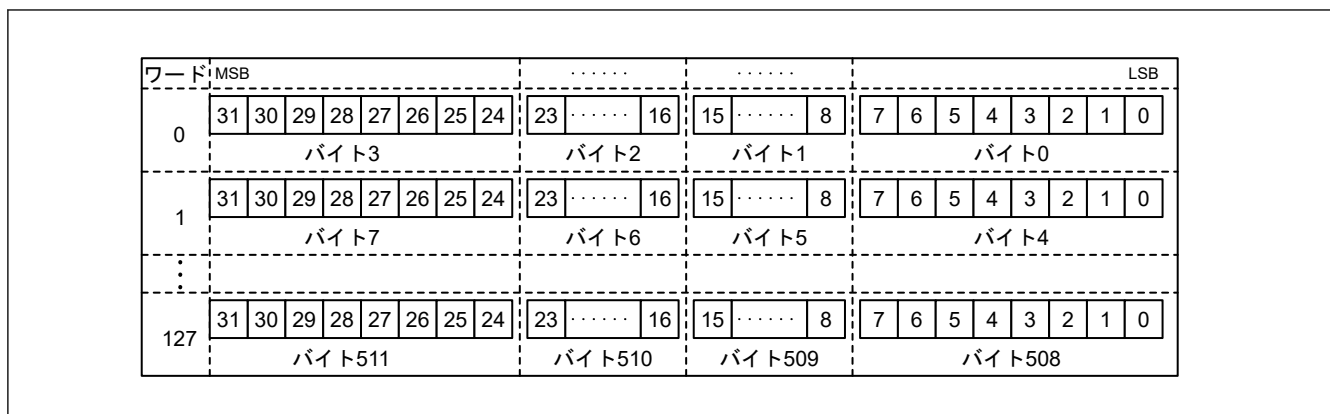 ワード MSB ······ ······ LSB
0 31 30 29 28 27 26 25 24 23 ······ 16 15 ······ 8 7 6 5 4 3 2 1 0
バイト3 バイト2 バイト1 バイト0
1 31 30 29 28 27 26 25 24 23 ······ 16 15 ······ 8 7 6 5 4 3 2 1 0
バイト7 バイト6 バイト5 バイト4
⋮
127 31 30 29 28 27 26 25 24 23 ······ 16 15 ······ 8 7 6 5 4 3 2 1 0
バイト511 バイト510 バイト509 バイト508